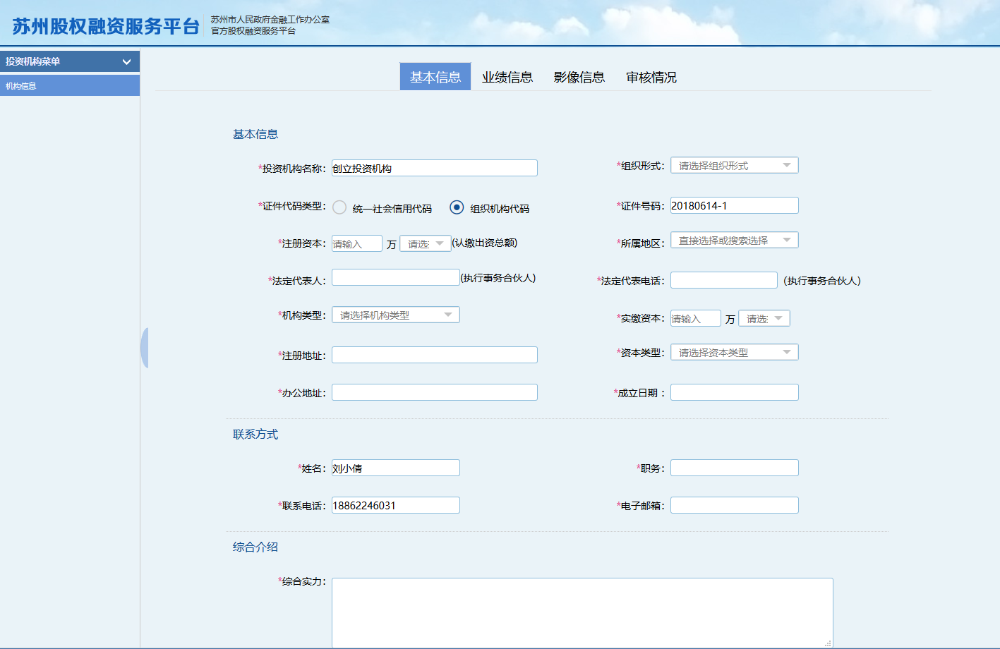 苏州股权融资服务平台
苏州市人民政府金融工作办公室
官方股权融资服务平台
投资机构菜单
机构信息
基本信息 业绩信息 影像信息 审核情况
基本信息
*投资机构名称: 创立投资机构 *组织形式: 请选择组织形式
*证件代码类型: 统一社会信用代码 组织机构代码 *证件号码: 20180614-1
*注册资本: 请输入 万 请选 (认缴出资总额) *所属地区: 直接选择或搜索选择
*法定代表人: (执行事务合伙人) *法定代表电话: (执行事务合伙人)
*机构类型: 请选择机构类型 *实缴资本: 请输入 万 请选
*注册地址: *资本类型: 请选择资本类型
*办公地址: *成立日期 :
联系方式
*姓名: 刘小倩 *职务:
*联系电话: 18862246031 *电子邮箱:
综合介绍
*综合实力: